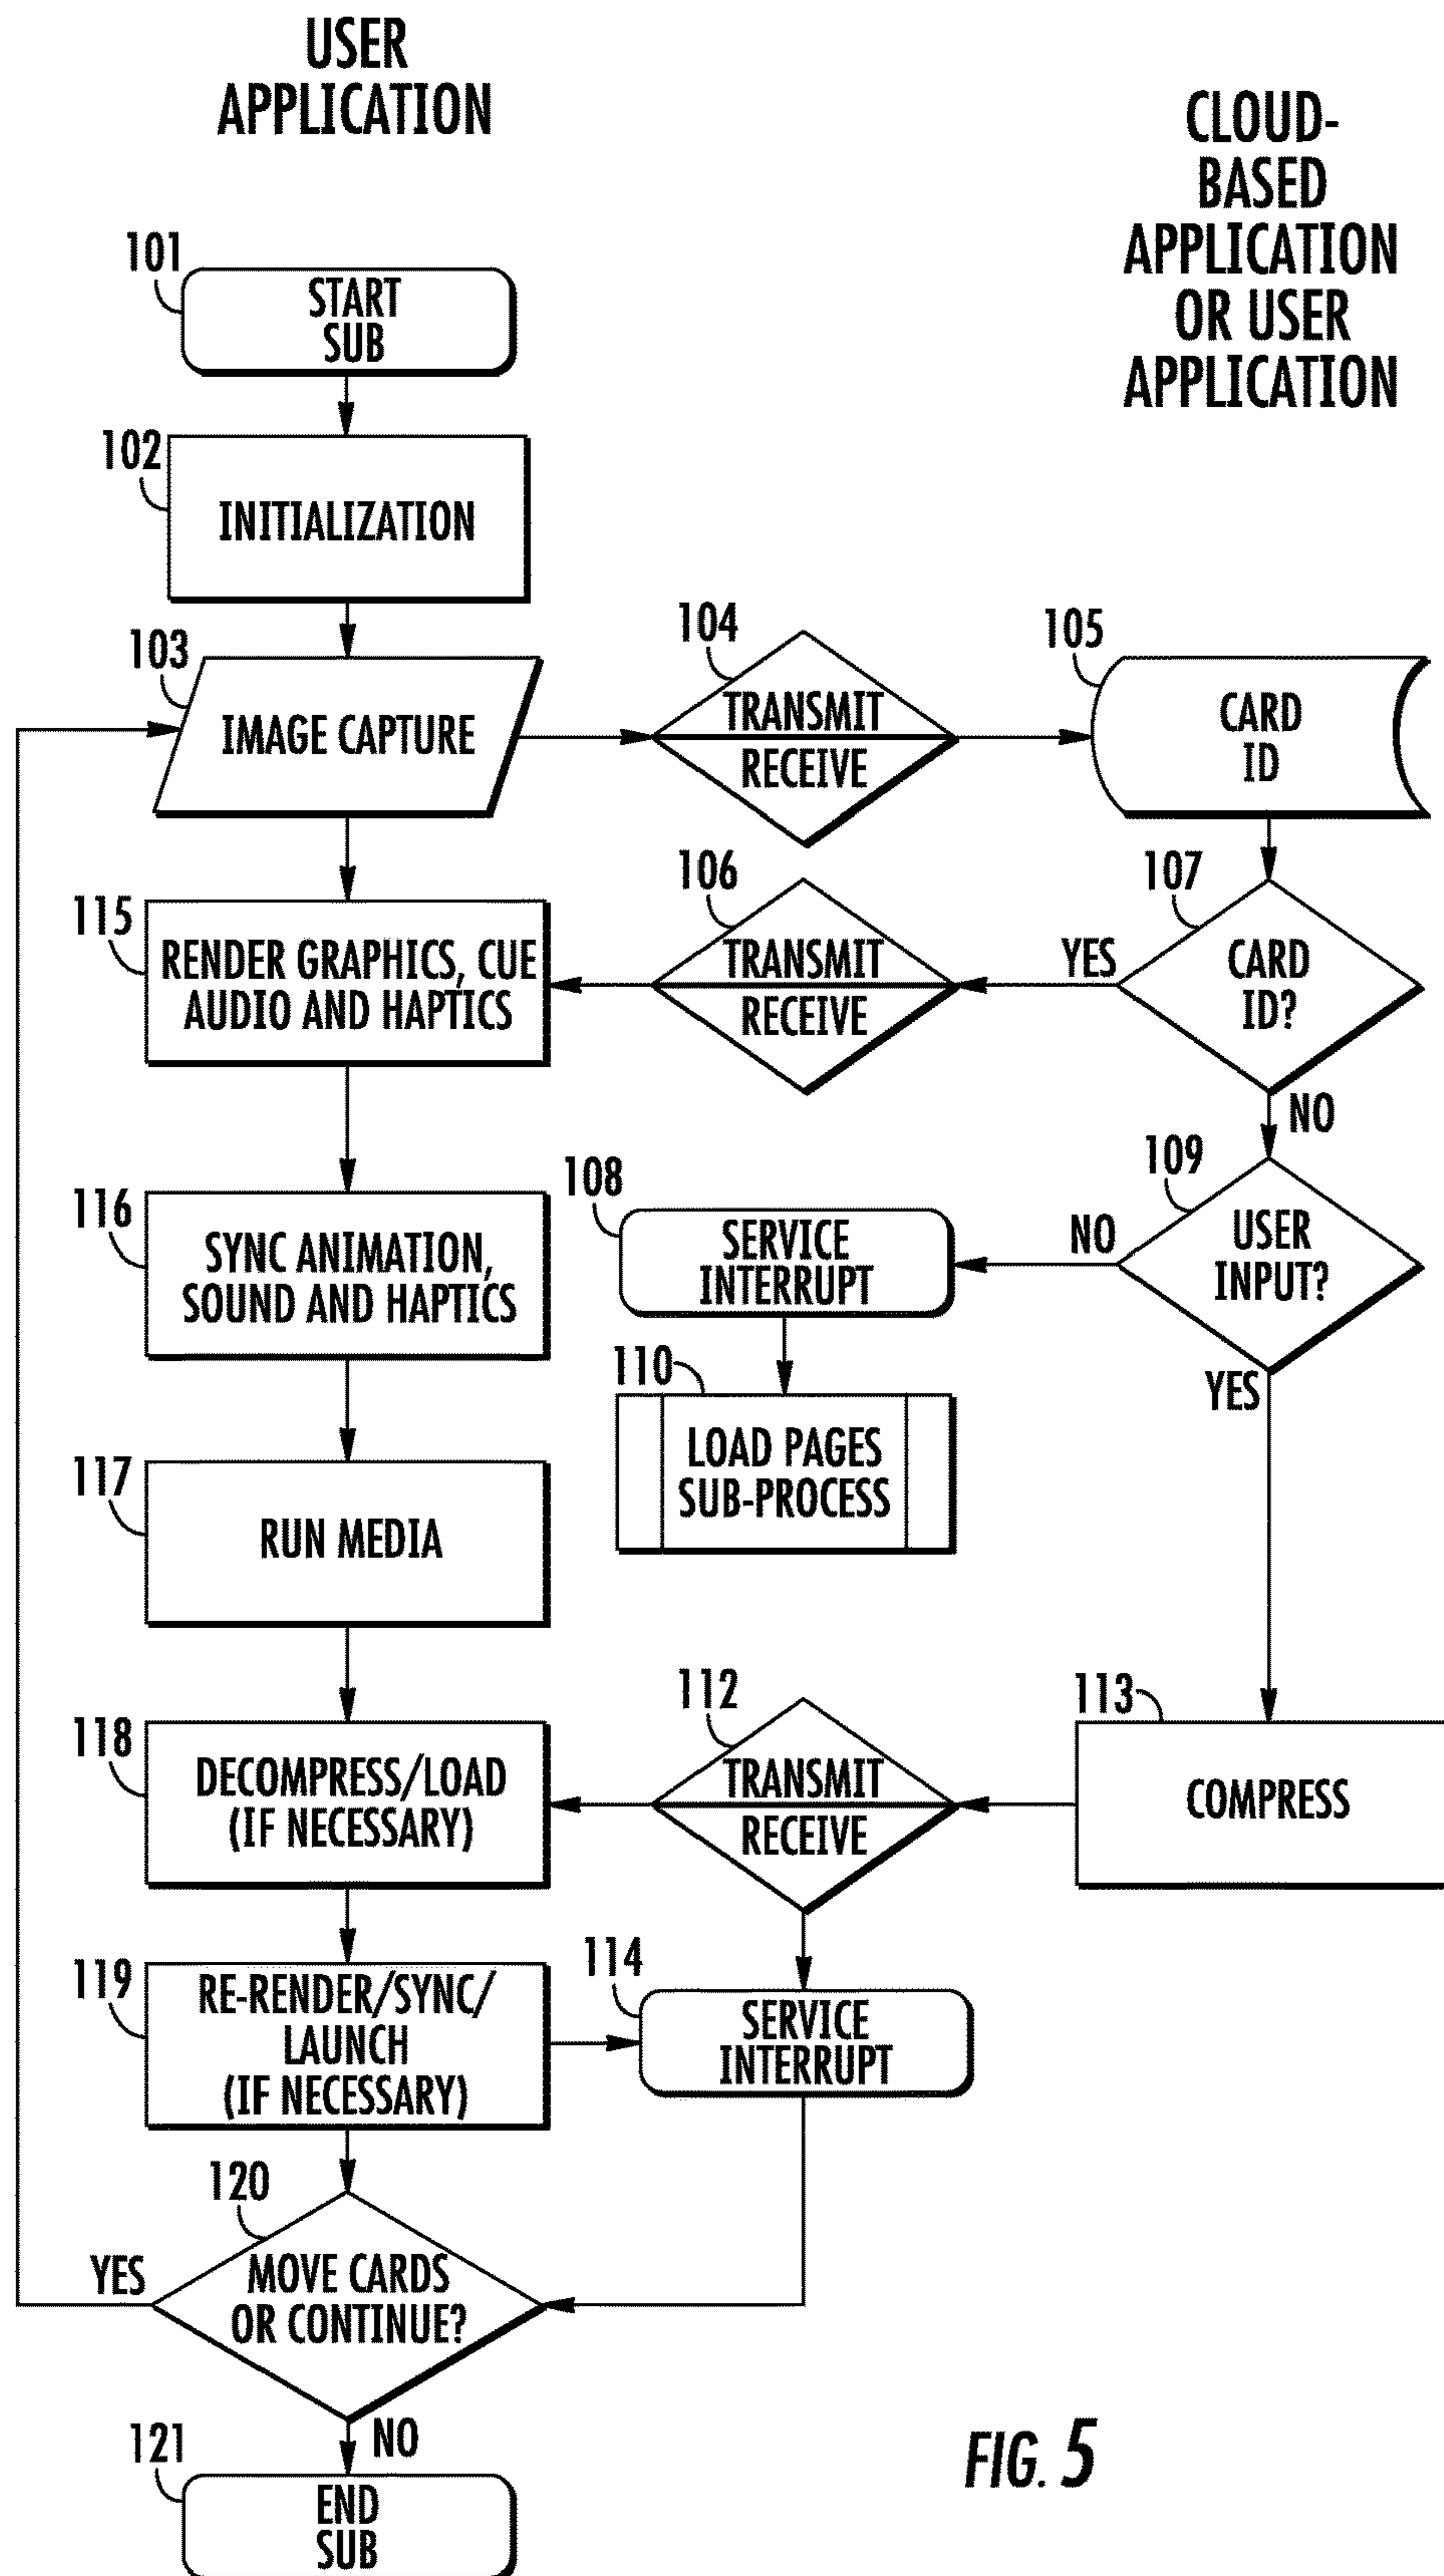 USER
APPLICATION
CLOUD-
BASED
APPLICATION
OR USER
APPLICATION
101
START
SUB
102
INITIALIZATION
103
IMAGE CAPTURE
104
TRANSMIT
RECEIVE
105
CARD
ID
115
RENDER GRAPHICS, CUE
AUDIO AND HAPTICS
106
TRANSMIT
RECEIVE
YES
107
CARD
ID?
NO
116
SYNC ANIMATION,
SOUND AND HAPTICS
108
SERVICE
INTERRUPT
NO
109
USER
INPUT?
YES
110
LOAD PAGES
SUB-PROCESS
117
RUN MEDIA
118
DECOMPRESS/LOAD
(IF NECESSARY)
112
TRANSMIT
RECEIVE
113
COMPRESS
119
RE-RENDER/SYNC/
LAUNCH
(IF NECESSARY)
114
SERVICE
INTERRUPT
120
YES
MOVE CARDS
OR CONTINUE?
NO
121
END
SUB
FIG. 5